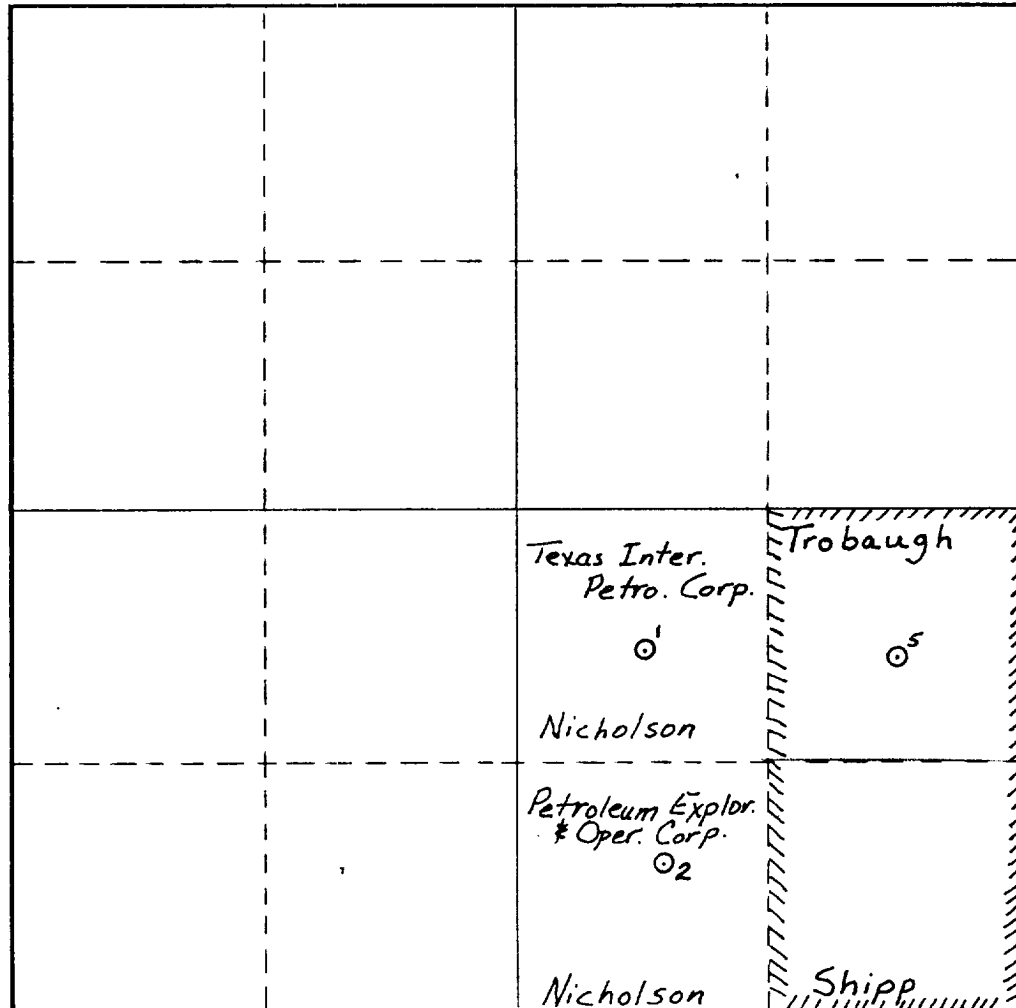 Texas Inter.
Petro. Corp.
1
Nicholson
Trobaugh
5
Petroleum Explor.
& Oper. Corp.
2
Nicholson
Shipp